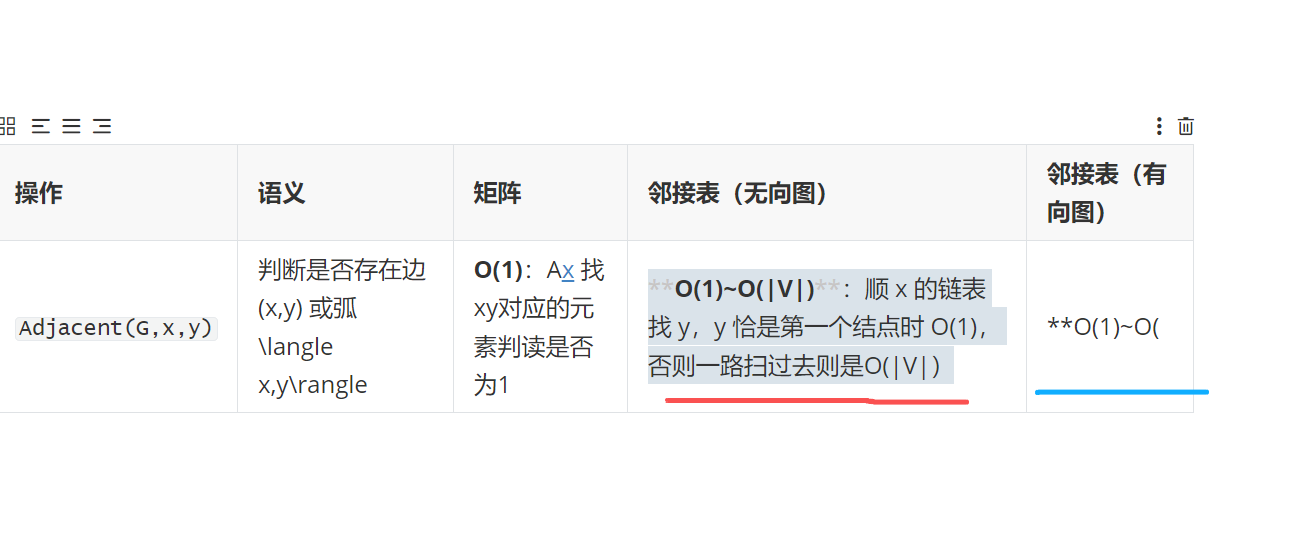 操作
语义
矩阵
邻接表（无向图）
邻接表（有
向图）
Adjacent(G,x,y)
判断是否存在边
(x,y) 或弧
\langle
x,y\rangle
O(1)：Ax 找
xy对应的元
素判读是否
为1
**O(1)~O(|V|)**：顺 x 的链表
找 y，y 恰是第一个结点时 O(1)，
否则一路扫过去则是O(|V|)
**O(1)~O(